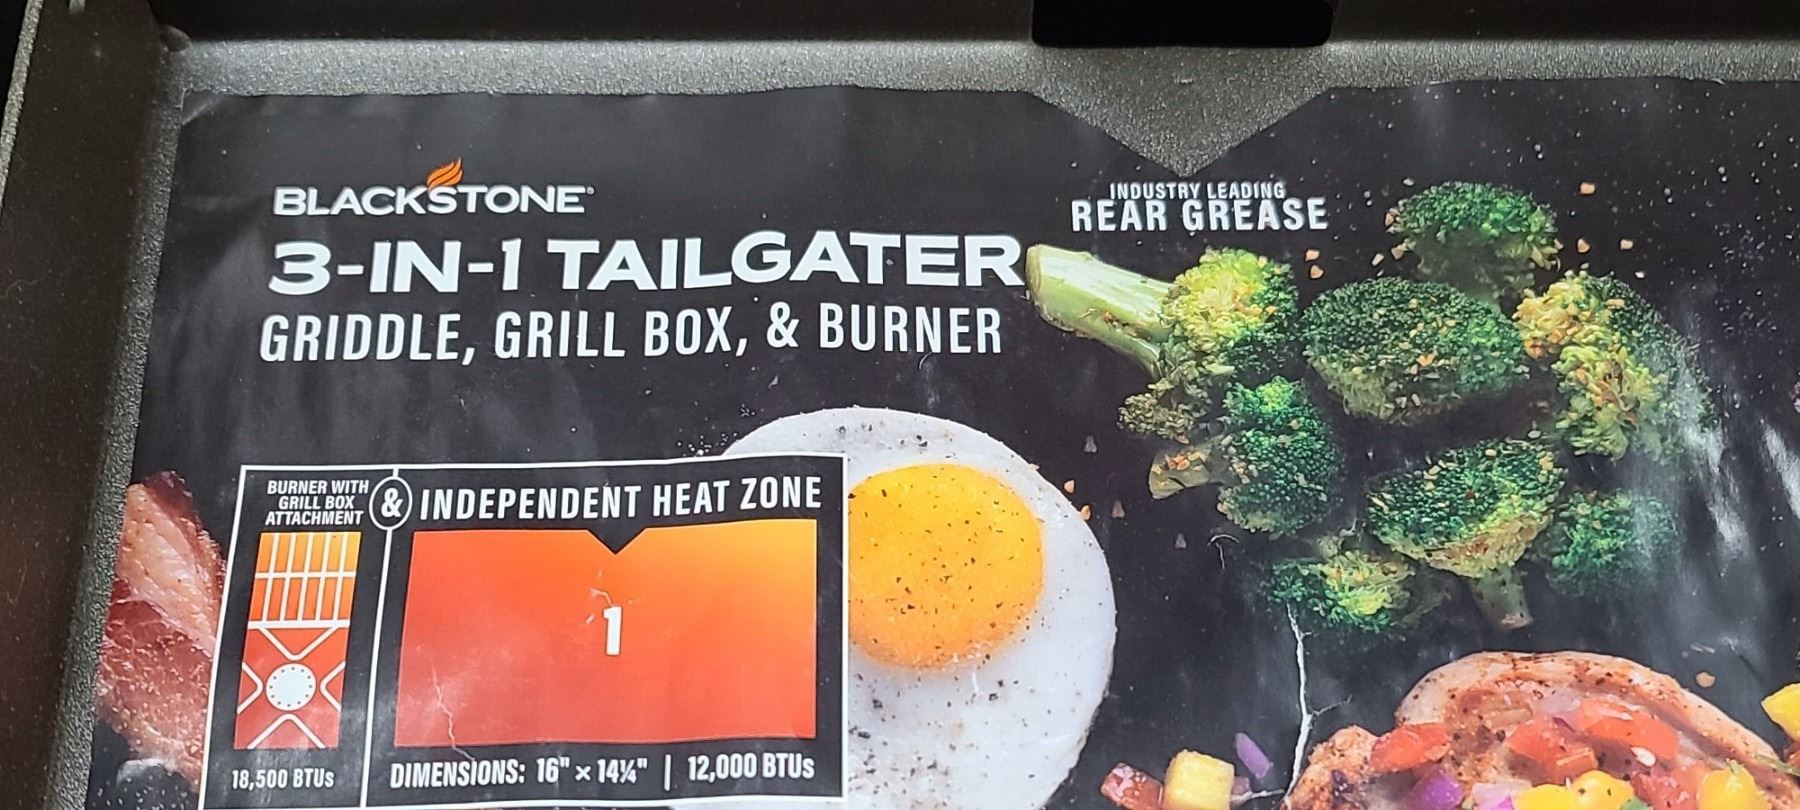 BLACKSTONE®
3-IN-1 TAILGATER
GRIDDLE, GRILL BOX, & BURNER
INDUSTRY LEADING
REAR GREASE
BURNER WITH
GRILL BOX
ATTACHMENT
& INDEPENDENT HEAT ZONE
1
18,500 BTUs
DIMENSIONS: 16" × 14¼" | 12,000 BTUs